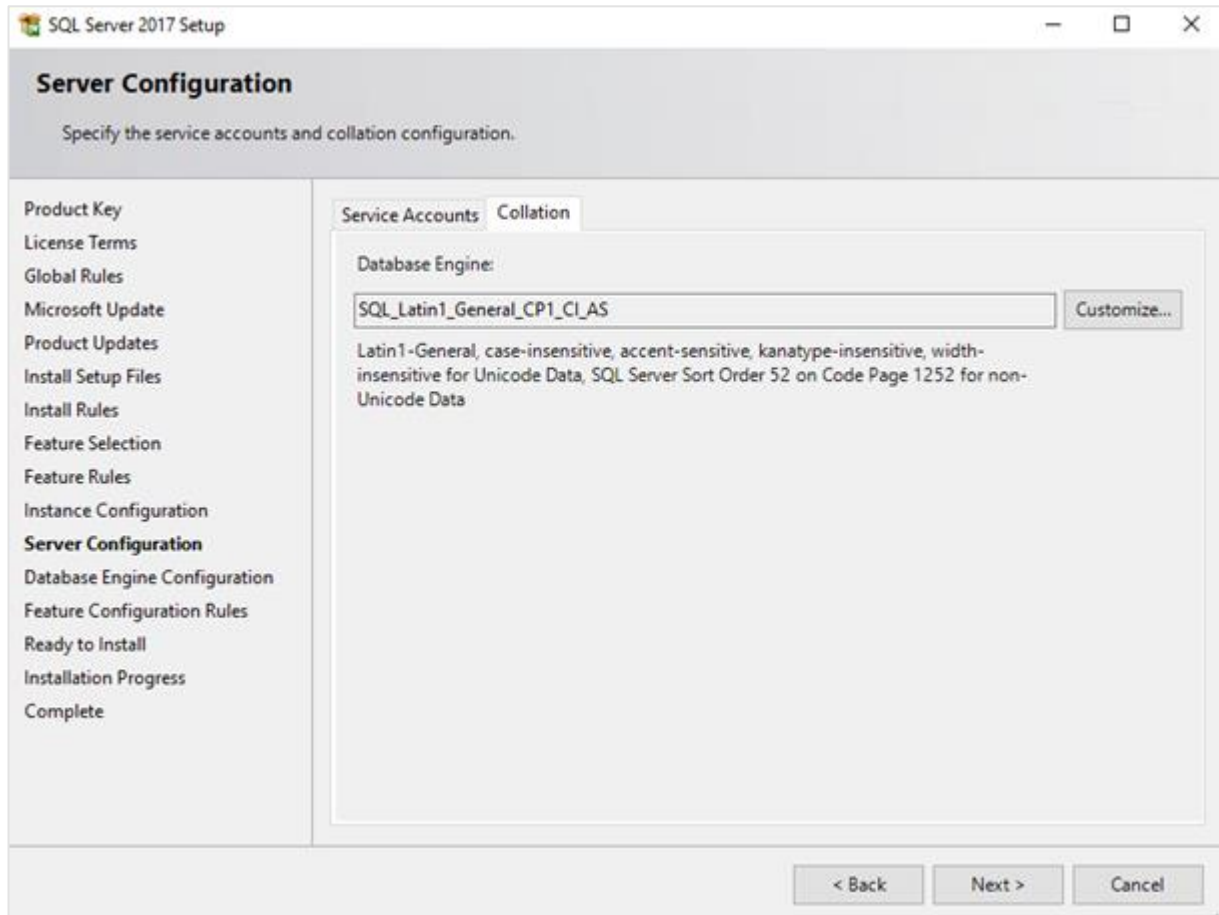 SQL Server 2017 Setup
Server Configuration
Specify the service accounts and collation configuration.
Product Key
License Terms
Global Rules
Microsoft Update
Product Updates
Install Setup Files
Install Rules
Feature Selection
Feature Rules
Instance Configuration
Server Configuration
Database Engine Configuration
Feature Configuration Rules
Ready to Install
Installation Progress
Complete
Service Accounts Collation
Database Engine:
SQL_Latin1_General_CP1_CI_AS Customize...
Latin1-General, case-insensitive, accent-sensitive, kanatype-insensitive, width-
insensitive for Unicode Data, SQL Server Sort Order 52 on Code Page 1252 for non-
Unicode Data
< Back Next > Cancel